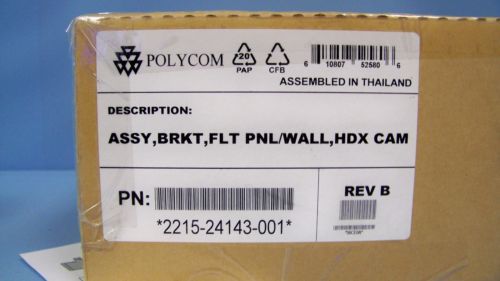 POLYCOM
20
PAP
CFB
6 10807 52580 6
ASSEMBLED IN THAILAND
DESCRIPTION:
ASSY,BRKT,FLT PNL/WALL,HDX CAM
PN:
*2215-24143-001*
REV B